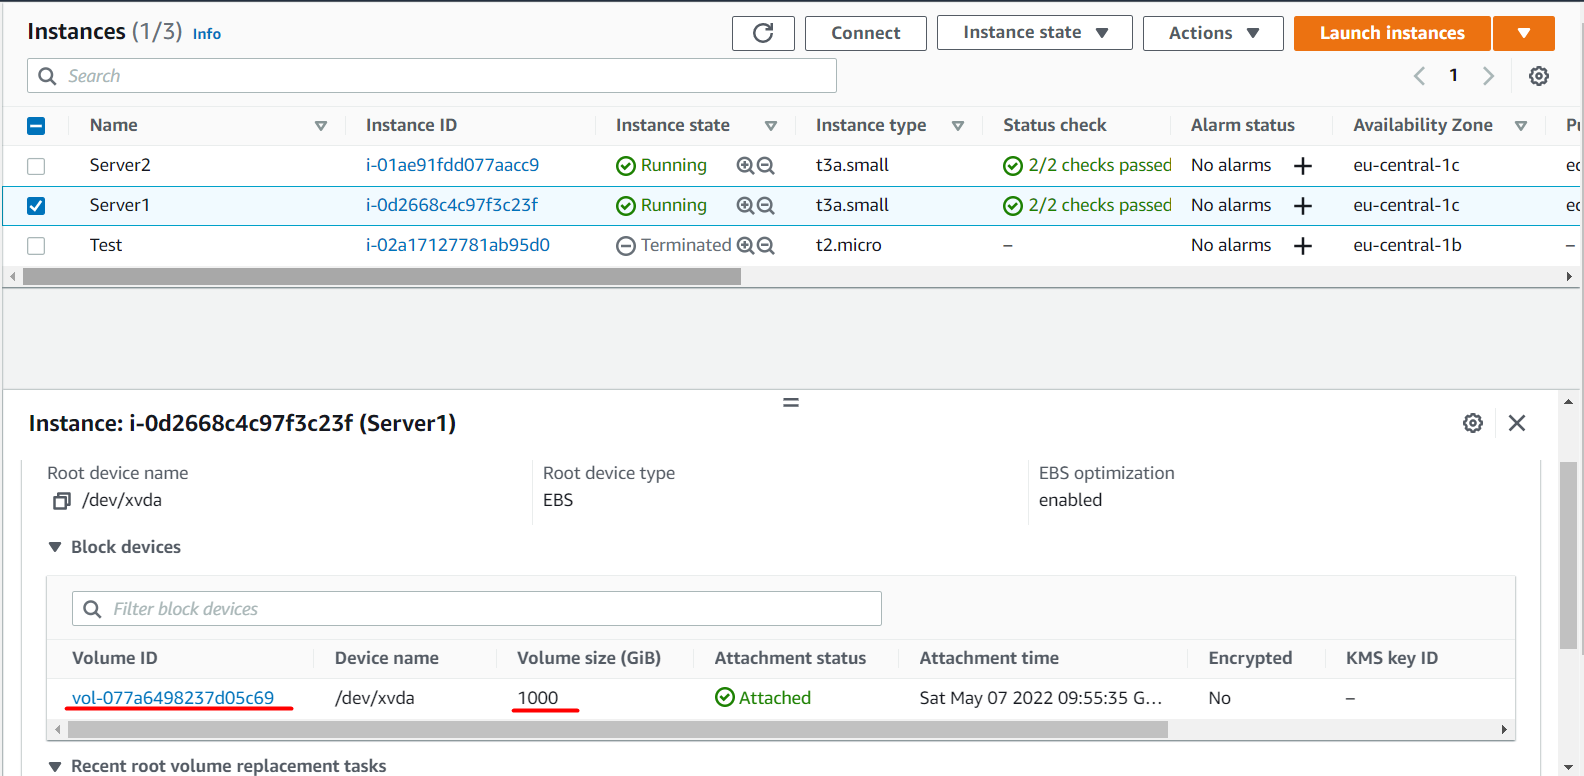 Instances (1/3) Info
Connect Instance state Actions Launch instances
Search
1
Name Instance ID Instance state Instance type Status check Alarm status Availability Zone
Server2 i-01ae91fdd077aacc9 Running t3a.small 2/2 checks passed No alarms + eu-central-1c
Server1 i-0d2668c4c97f3c23f Running t3a.small 2/2 checks passed No alarms + eu-central-1c
Test i-02a17127781ab95d0 Terminated t2.micro – No alarms + eu-central-1b –
Instance: i-0d2668c4c97f3c23f (Server1)
Root device name Root device type EBS optimization
/dev/xvda EBS enabled
Block devices
Filter block devices
Volume ID Device name Volume size (GiB) Attachment status Attachment time Encrypted KMS key ID
vol-077a6498237d05c69 /dev/xvda 1000 Attached Sat May 07 2022 09:55:35 G... No –
Recent root volume replacement tasks